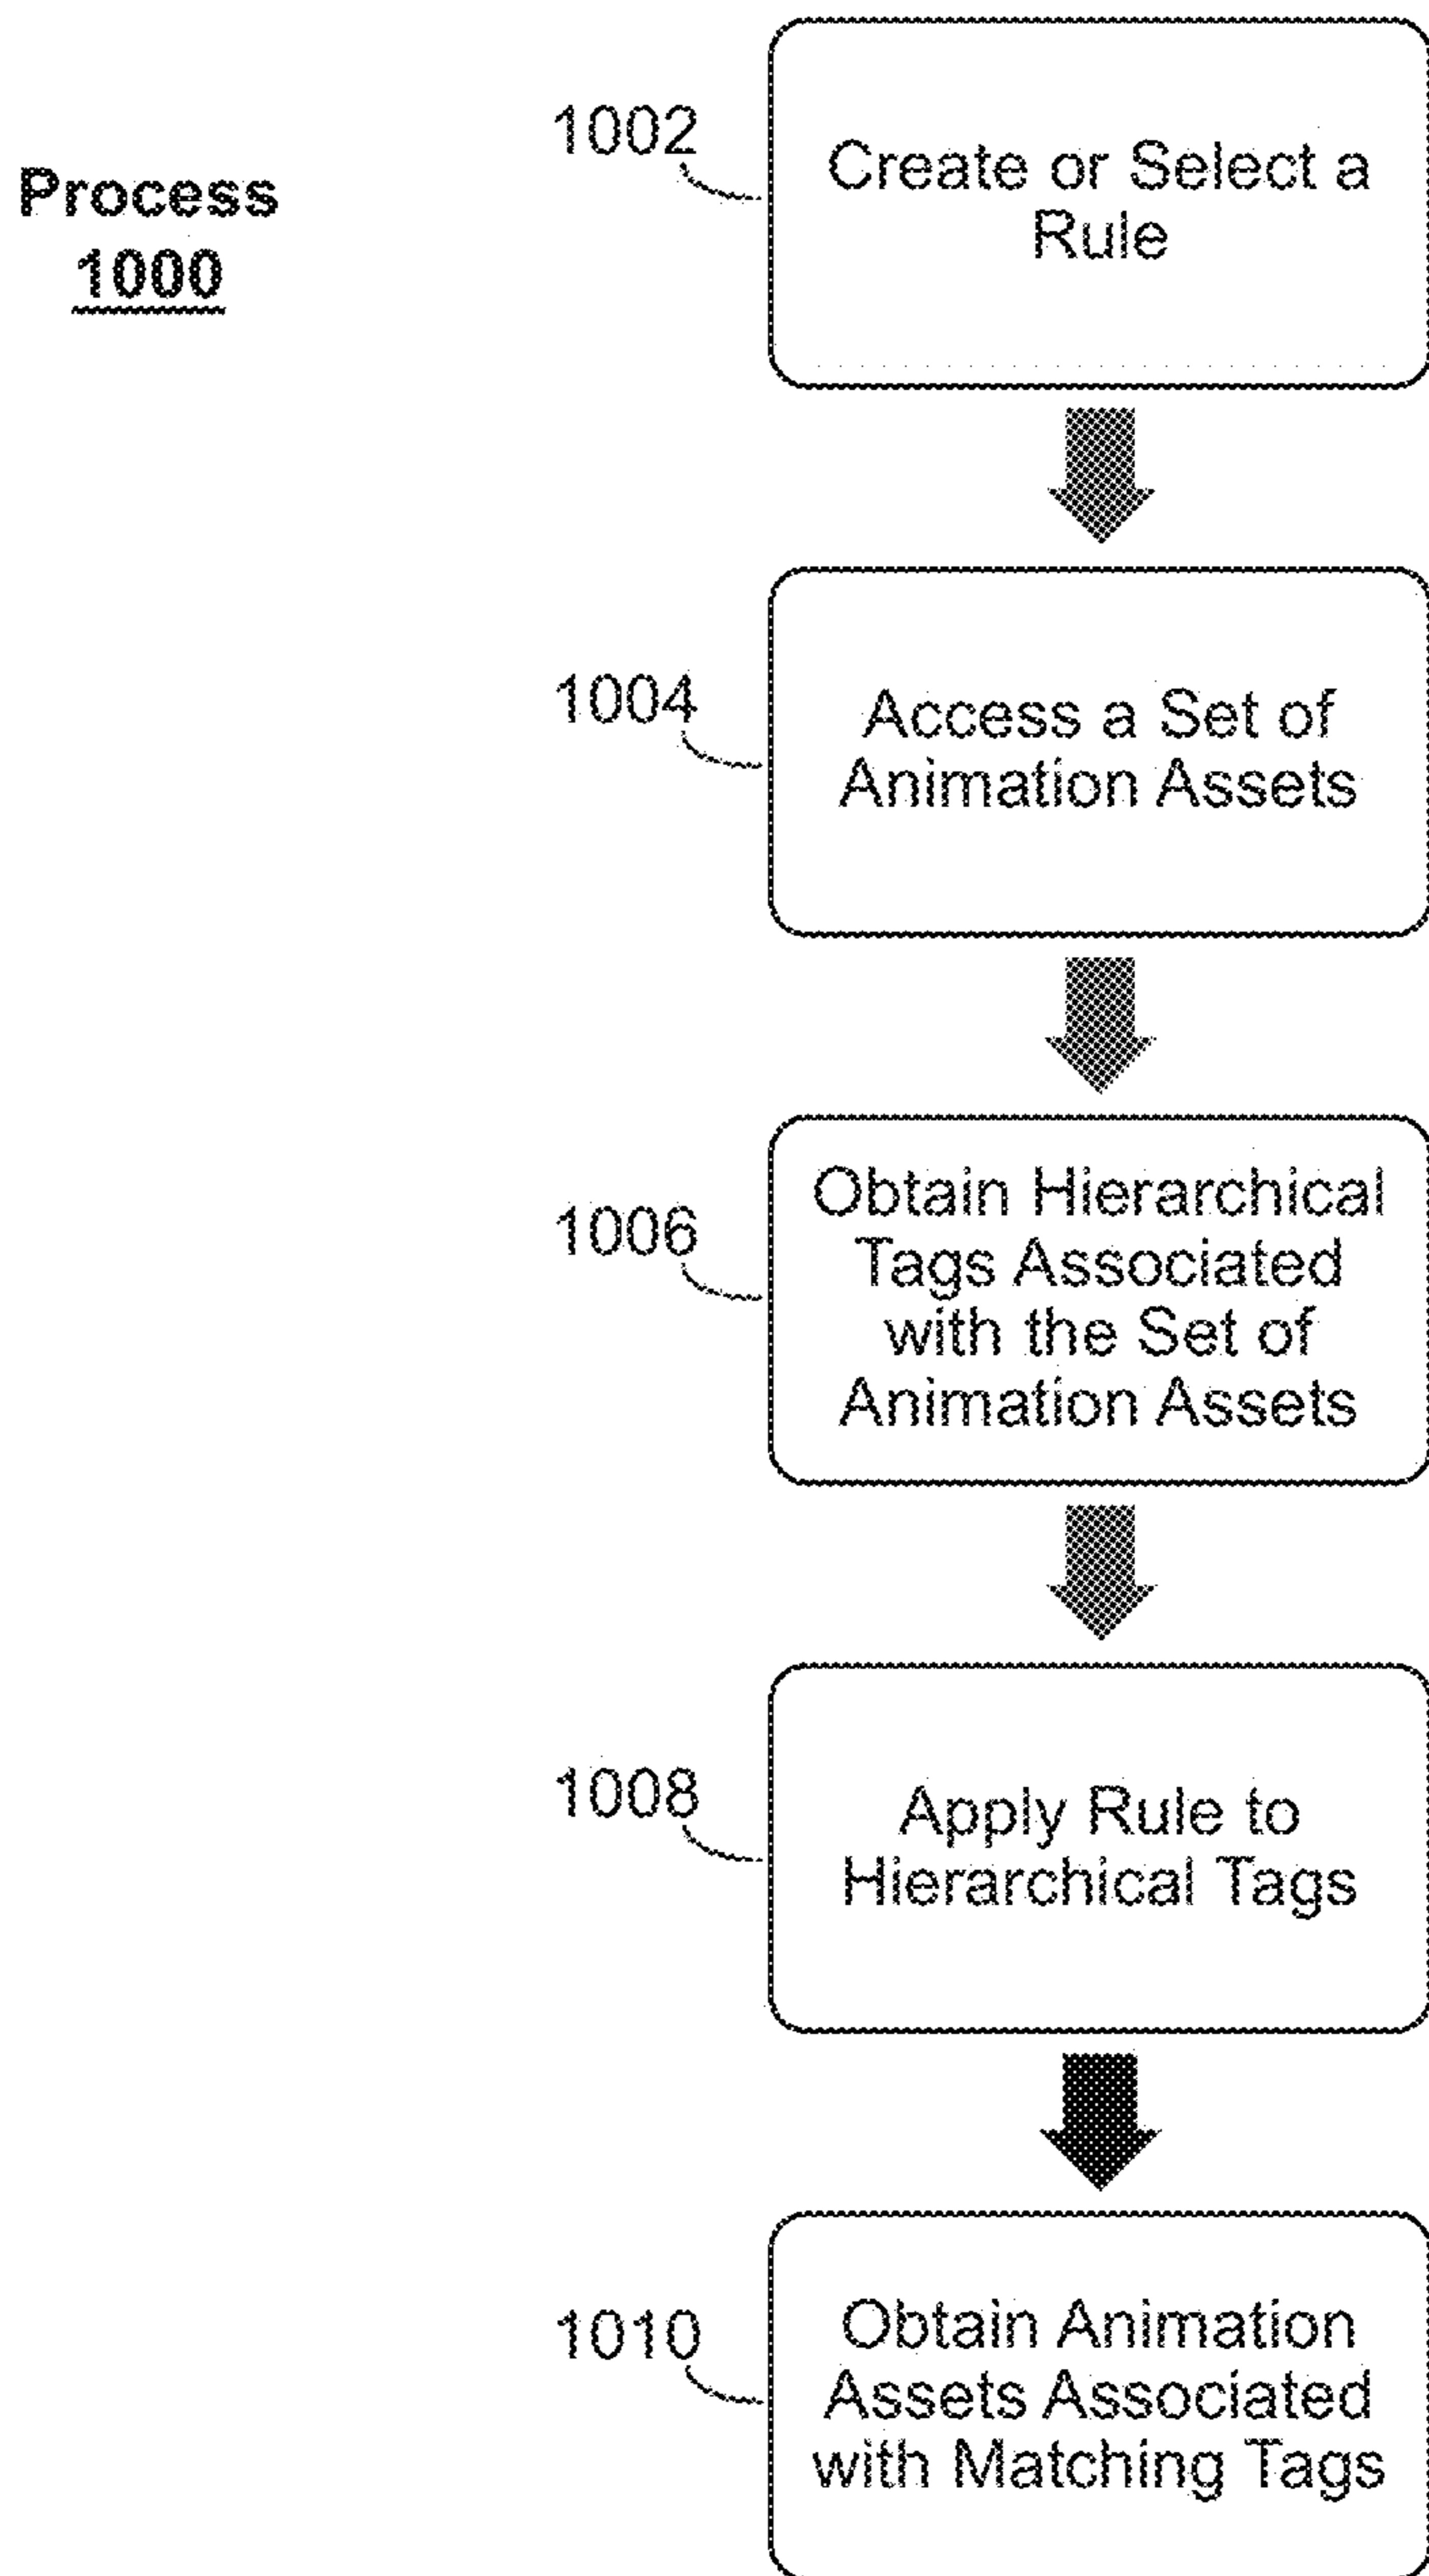 Process
1000
1002
Create or Select a
Rule
1004
Access a Set of
Animation Assets
1006
Obtain Hierarchical
Tags Associated
with the Set of
Animation Assets
1008
Apply Rule to
Hierarchical Tags
1010
Obtain Animation
Assets Associated
with Matching Tags